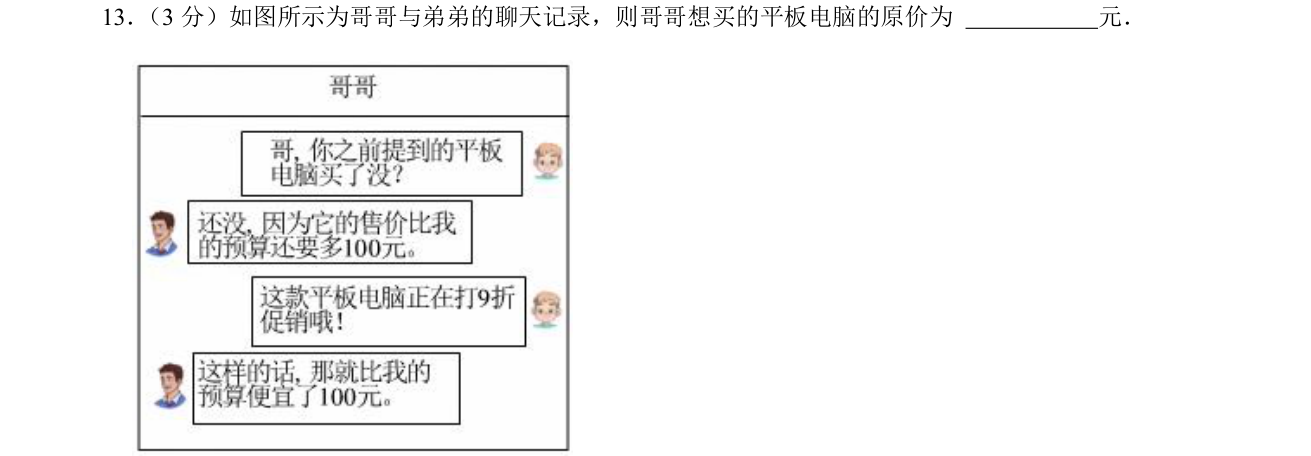 13.（3 分）如图所示为哥哥与弟弟的聊天记录，则哥哥想买的平板电脑的原价为 ___________元．
哥哥
哥,你之前提到的平板
电脑买了没?
还没,因为它的售价比我
的预算还要多100元。
这款平板电脑正在打9折
促销哦!
这样的话,那就比我的
预算便宜了100元。